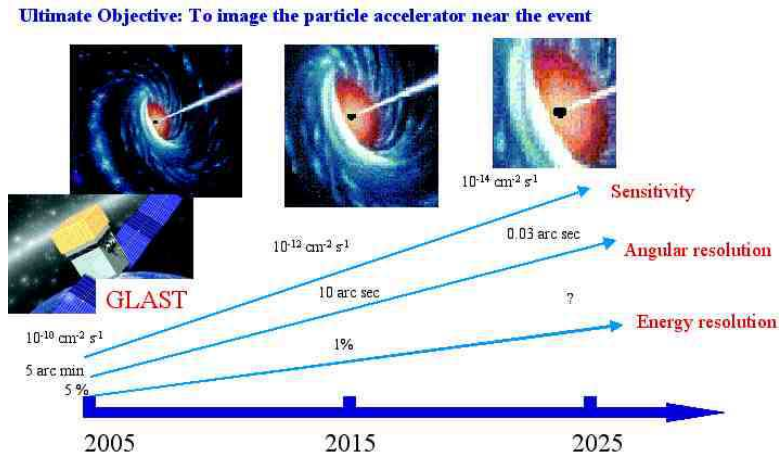 Ultimate Objective: To image the particle accelerator near the event
10⁻¹⁴ cm⁻² s⁻¹
Sensitivity
0.03 arc sec
10⁻¹² cm⁻² s⁻¹
Angular resolution
GLAST
10 arc sec
?
Energy resolution
10⁻¹⁰ cm⁻² s⁻¹
1%
5 arc min
5 %
2005 2015 2025